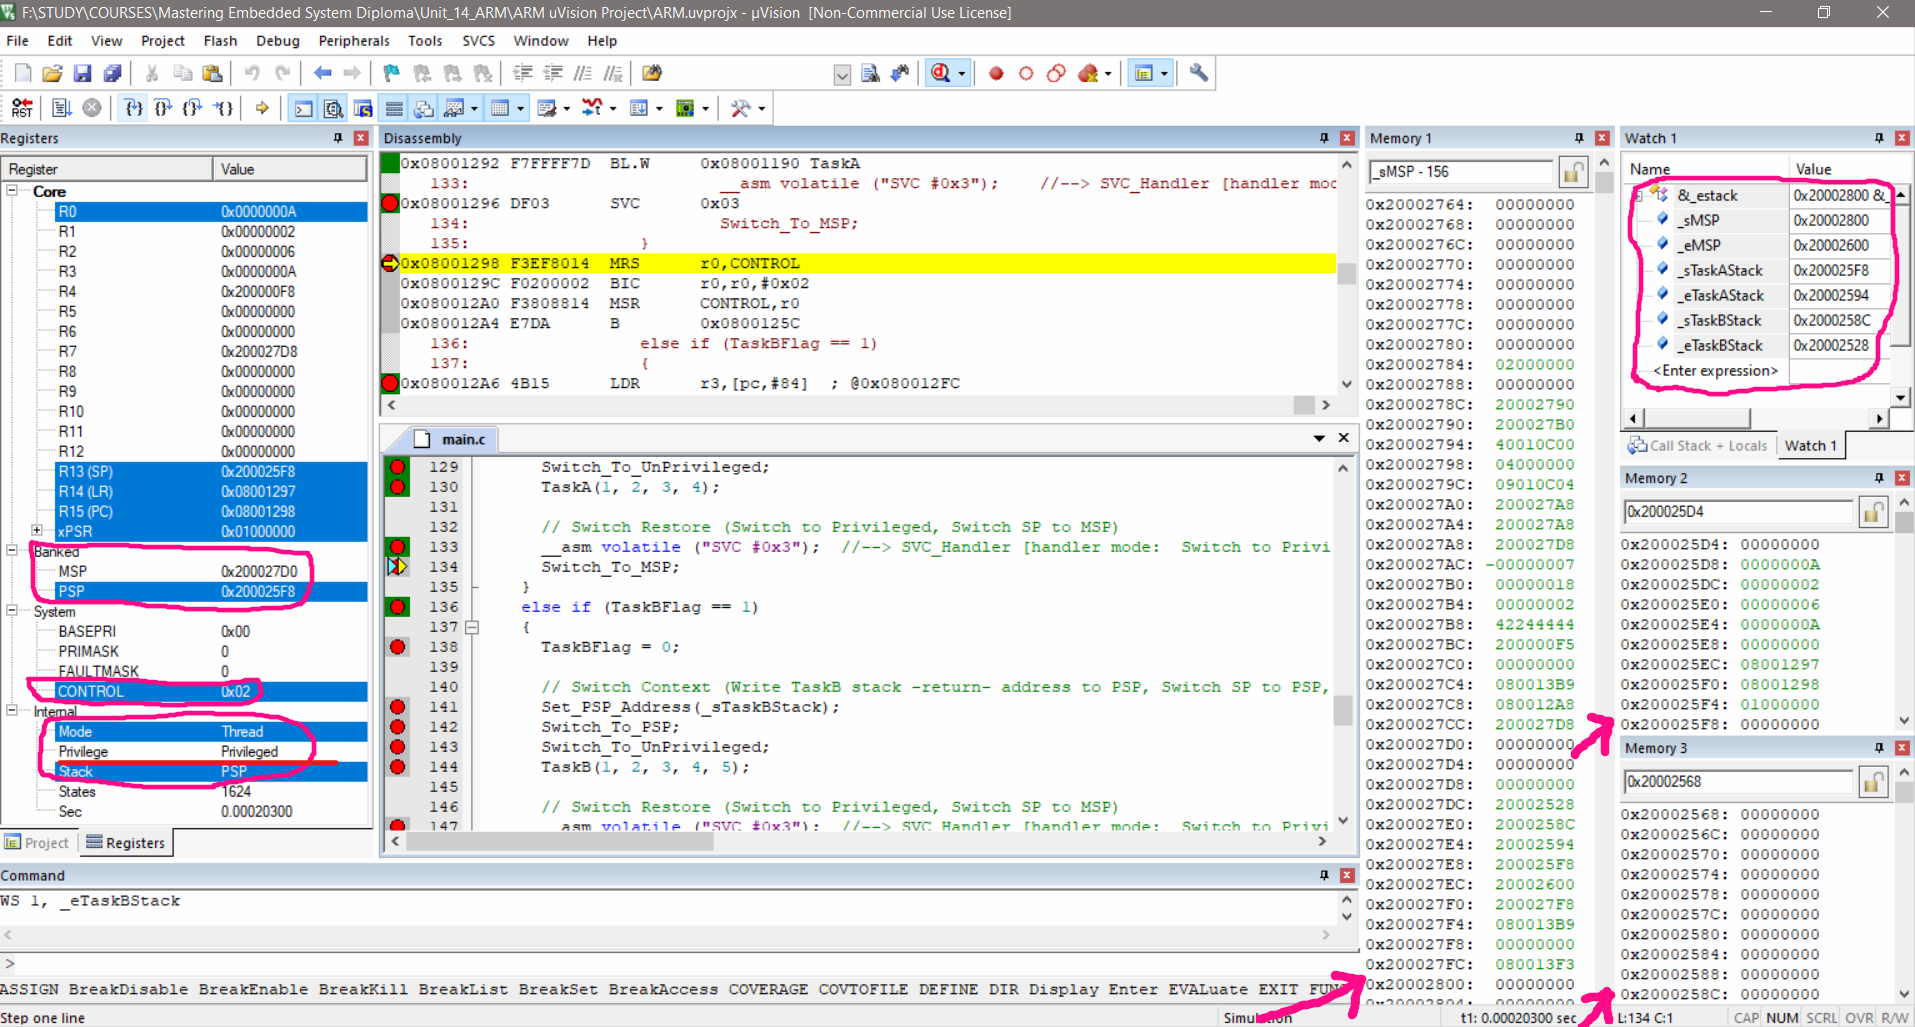 F:\STUDY\COURSES\Mastering Embedded System Diploma\Unit_14_ARM\ARM uVision Project\ARM.uvprojx - µVision [Non-Commercial Use License]
File Edit View Project Flash Debug Peripherals Tools SVCS Window Help
RST
Registers
Register Value
Core
R0 0x0000000A
R1 0x00000002
R2 0x00000006
R3 0x0000000A
R4 0x200000F8
R5 0x00000000
R6 0x00000000
R7 0x200027D8
R8 0x00000000
R9 0x00000000
R10 0x00000000
R11 0x00000000
R12 0x00000000
R13 (SP) 0x200025F8
R14 (LR) 0x08001297
R15 (PC) 0x08001298
xPSR 0x01000000
Banked
MSP 0x200027D0
PSP 0x200025F8
System
BASEPRI 0x00
PRIMASK 0
FAULTMASK 0
CONTROL 0x02
Internal
Mode Thread
Privilege Privileged
Stack PSP
States 1624
Sec 0.00020300
Project Registers
Disassembly
0x08001292 F7FFFF7D BL.W 0x08001190 TaskA
133: __asm volatile ("SVC #0x3"); //--> SVC_Handler [handler mod
0x08001296 DF03 SVC 0x03
134: Switch_To_MSP;
135: }
0x08001298 F3EF8014 MRS r0,CONTROL
0x0800129C F0200002 BIC r0,r0,#0x02
0x080012A0 F3808814 MSR CONTROL,r0
0x080012A4 E7DA B 0x0800125C
136: else if (TaskBFlag == 1)
137: {
0x080012A6 4B15 LDR r3,[pc,#84] ; @0x080012FC
main.c
129 Switch_To_UnPrivileged;
130 TaskA(1, 2, 3, 4);
131
132 // Switch Restore (Switch to Privileged, Switch SP to MSP)
133 __asm volatile ("SVC #0x3"); //--> SVC_Handler [handler mode: Switch to Privi
134 Switch_To_MSP;
135 }
136 else if (TaskBFlag == 1)
137 {
138 TaskBFlag = 0;
139
140 // Switch Context (Write TaskB stack -return- address to PSP, Switch SP to PSP,
141 Set_PSP_Address(_sTaskBStack);
142 Switch_To_PSP;
143 Switch_To_UnPrivileged;
144 TaskB(1, 2, 3, 4, 5);
145
146 // Switch Restore (Switch to Privileged, Switch SP to MSP)
147 __asm volatile ("SVC #0x3"); //--> SVC_Handler [handler mode: Switch to Privi
Memory 1
_sMSP - 156
0x20002764: 00000000
0x20002768: 00000000
0x2000276C: 00000000
0x20002770: 00000000
0x20002774: 00000000
0x20002778: 00000000
0x2000277C: 00000000
0x20002780: 00000000
0x20002784: 02000000
0x20002788: 00000000
0x2000278C: 20002790
0x20002790: 200027B0
0x20002794: 40010C00
0x20002798: 04000000
0x2000279C: 09010C04
0x200027A0: 200027A8
0x200027A4: 200027A8
0x200027A8: 200027D8
0x200027AC: -00000007
0x200027B0: 00000018
0x200027B4: 00000002
0x200027B8: 42244444
0x200027BC: 200000F5
0x200027C0: 00000000
0x200027C4: 080013B9
0x200027C8: 080012A8
0x200027CC: 200027D8
0x200027D0: 00000000
0x200027D4: 00000000
0x200027D8: 00000000
0x200027DC: 20002528
0x200027E0: 2000258C
0x200027E4: 20002594
0x200027E8: 200025F8
0x200027EC: 20002600
0x200027F0: 200027F8
0x200027F4: 080013B9
0x200027F8: 00000000
0x200027FC: 080013F3
0x20002800: 00000000
0x20002804: 00000000
Watch 1
Name Value
&_estack 0x20002800 &_
_sMSP 0x20002800
_eMSP 0x20002600
_sTaskAStack 0x200025F8
_eTaskAStack 0x20002594
_sTaskBStack 0x2000258C
_eTaskBStack 0x20002528
<Enter expression>
Call Stack + Locals Watch 1
Memory 2
0x200025D4
0x200025D4: 00000000
0x200025D8: 0000000A
0x200025DC: 00000002
0x200025E0: 00000006
0x200025E4: 0000000A
0x200025E8: 00000000
0x200025EC: 08001297
0x200025F0: 08001298
0x200025F4: 01000000
0x200025F8: 00000000
Memory 3
0x20002568
0x20002568: 00000000
0x2000256C: 00000000
0x20002570: 00000000
0x20002574: 00000000
0x20002578: 00000000
0x2000257C: 00000000
0x20002580: 00000000
0x20002584: 00000000
0x20002588: 00000000
0x2000258C: 00000000
Command
WS 1, _eTaskBStack
>
ASSIGN BreakDisable BreakEnable BreakKill BreakList BreakSet BreakAccess COVERAGE COVTOFILE DEFINE DIR Display Enter EVALuate EXIT FUN
Step one line Simulation t1: 0.00020300 sec L:134 C:1 CAP NUM SCRL OVR R/W